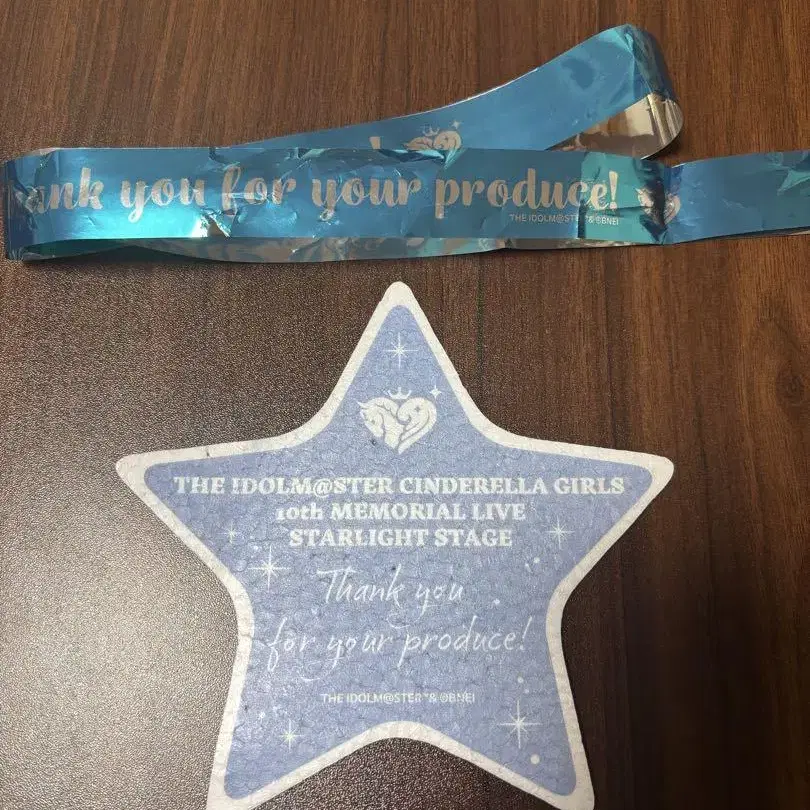 ank you for your produce!
THE IDOLM@STER™& ©BNEI
THE IDOLM@STER CINDERELLA GIRLS
10th MEMORIAL LIVE
STARLIGHT STAGE
Thank you
for your produce!
THE IDOLM@STER™& ©BNEI